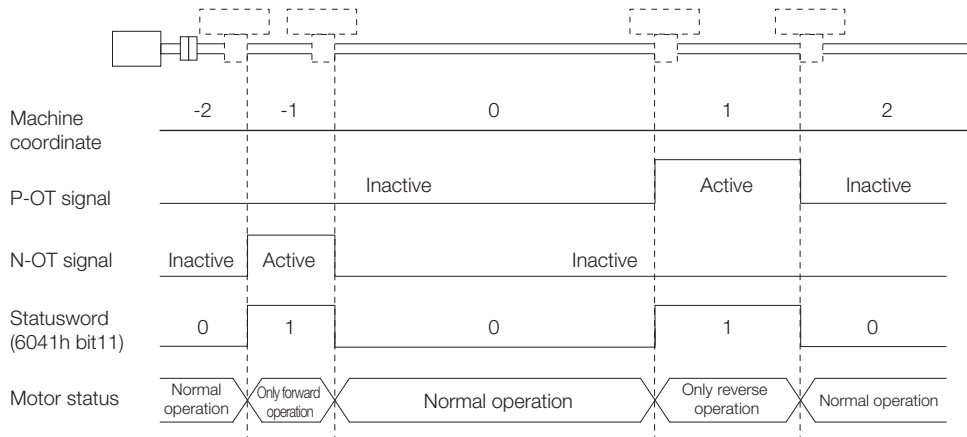 Machine
coordinate
-2 -1 0 1 2
P-OT signal
Inactive Active Inactive
N-OT signal
Inactive Active Inactive
Statusword
(6041h bit11)
0 1 0 1 0
Motor status
Normal
operation
Only forward
operation
Normal operation
Only reverse
operation
Normal operation